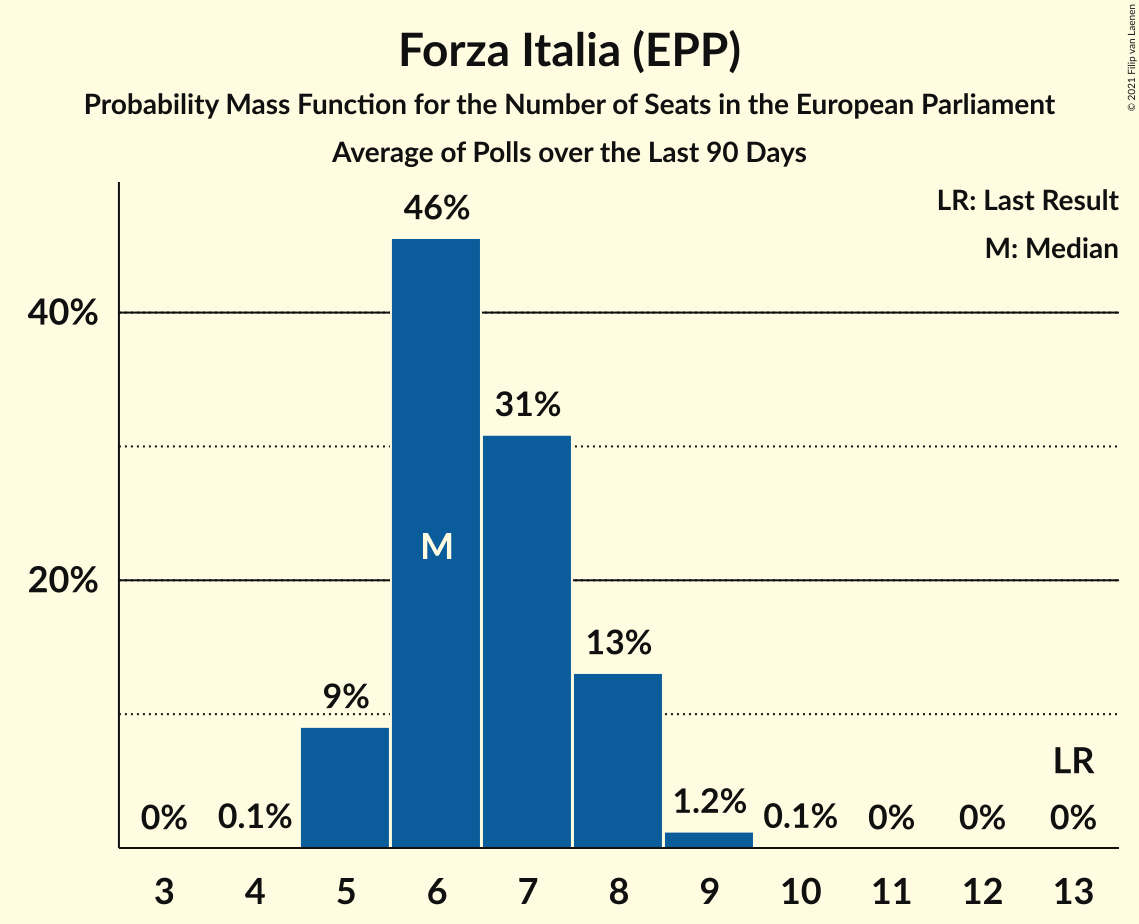 Forza Italia (EPP)
Probability Mass Function for the Number of Seats in the European Parliament
Average of Polls over the Last 90 Days
© 2021 Filip van Laenen
LR: Last Result
M: Median
46%
40%
31%
M
20%
13%
9%
LR
0% 0.1% 1.2% 0.1% 0% 0% 0%
3 4 5 6 7 8 9 10 11 12 13